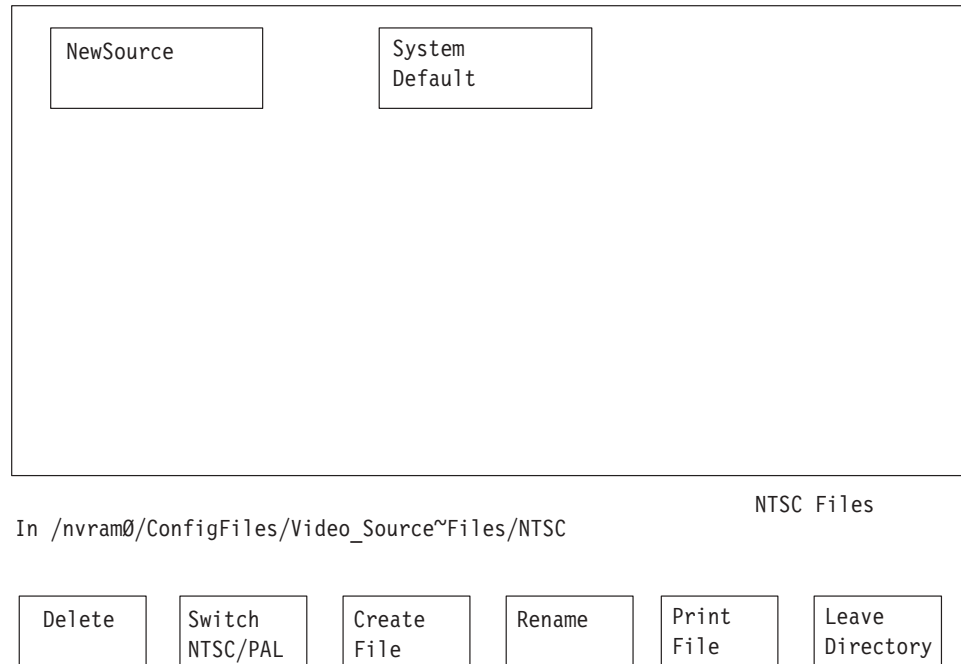 NewSource
System
Default
NTSC Files
In /nvramØ/ConfigFiles/Video_Source~Files/NTSC
Delete
Switch
NTSC/PAL
Create
File
Rename
Print
File
Leave
Directory